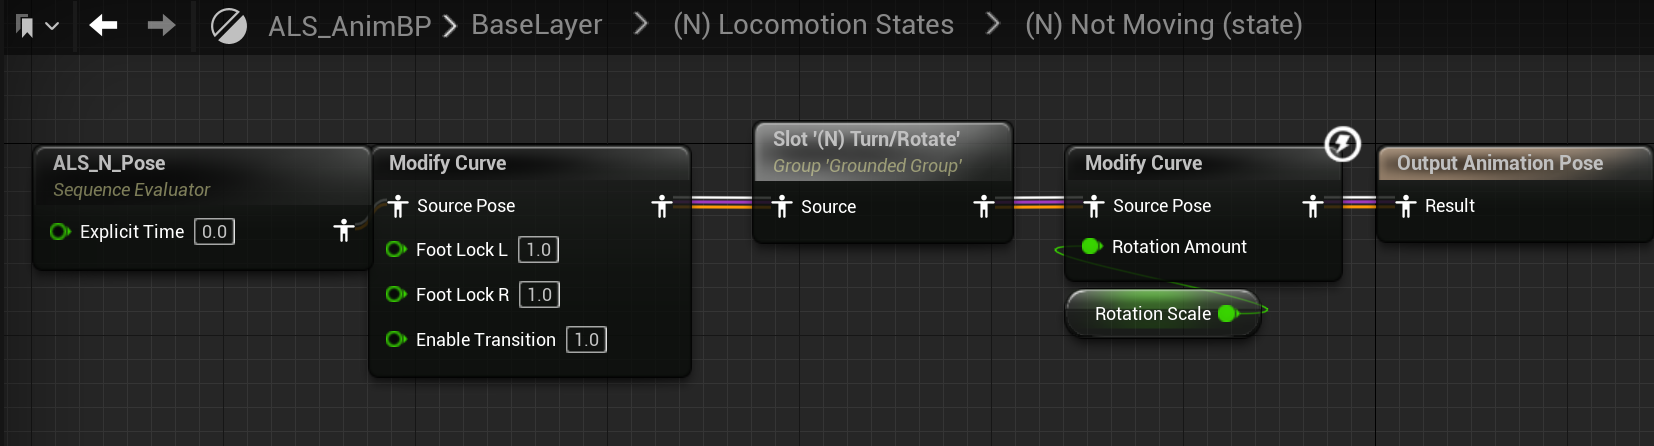 ALS_AnimBP > BaseLayer > (N) Locomotion States > (N) Not Moving (state)
ALS_N_Pose
Sequence Evaluator
Explicit Time 0.0
Modify Curve
Source Pose
Foot Lock L 1.0
Foot Lock R 1.0
Enable Transition 1.0
Slot '(N) Turn/Rotate'
Group 'Grounded Group'
Source
Modify Curve
Source Pose
Rotation Amount
Rotation Scale
Output Animation Pose
Result